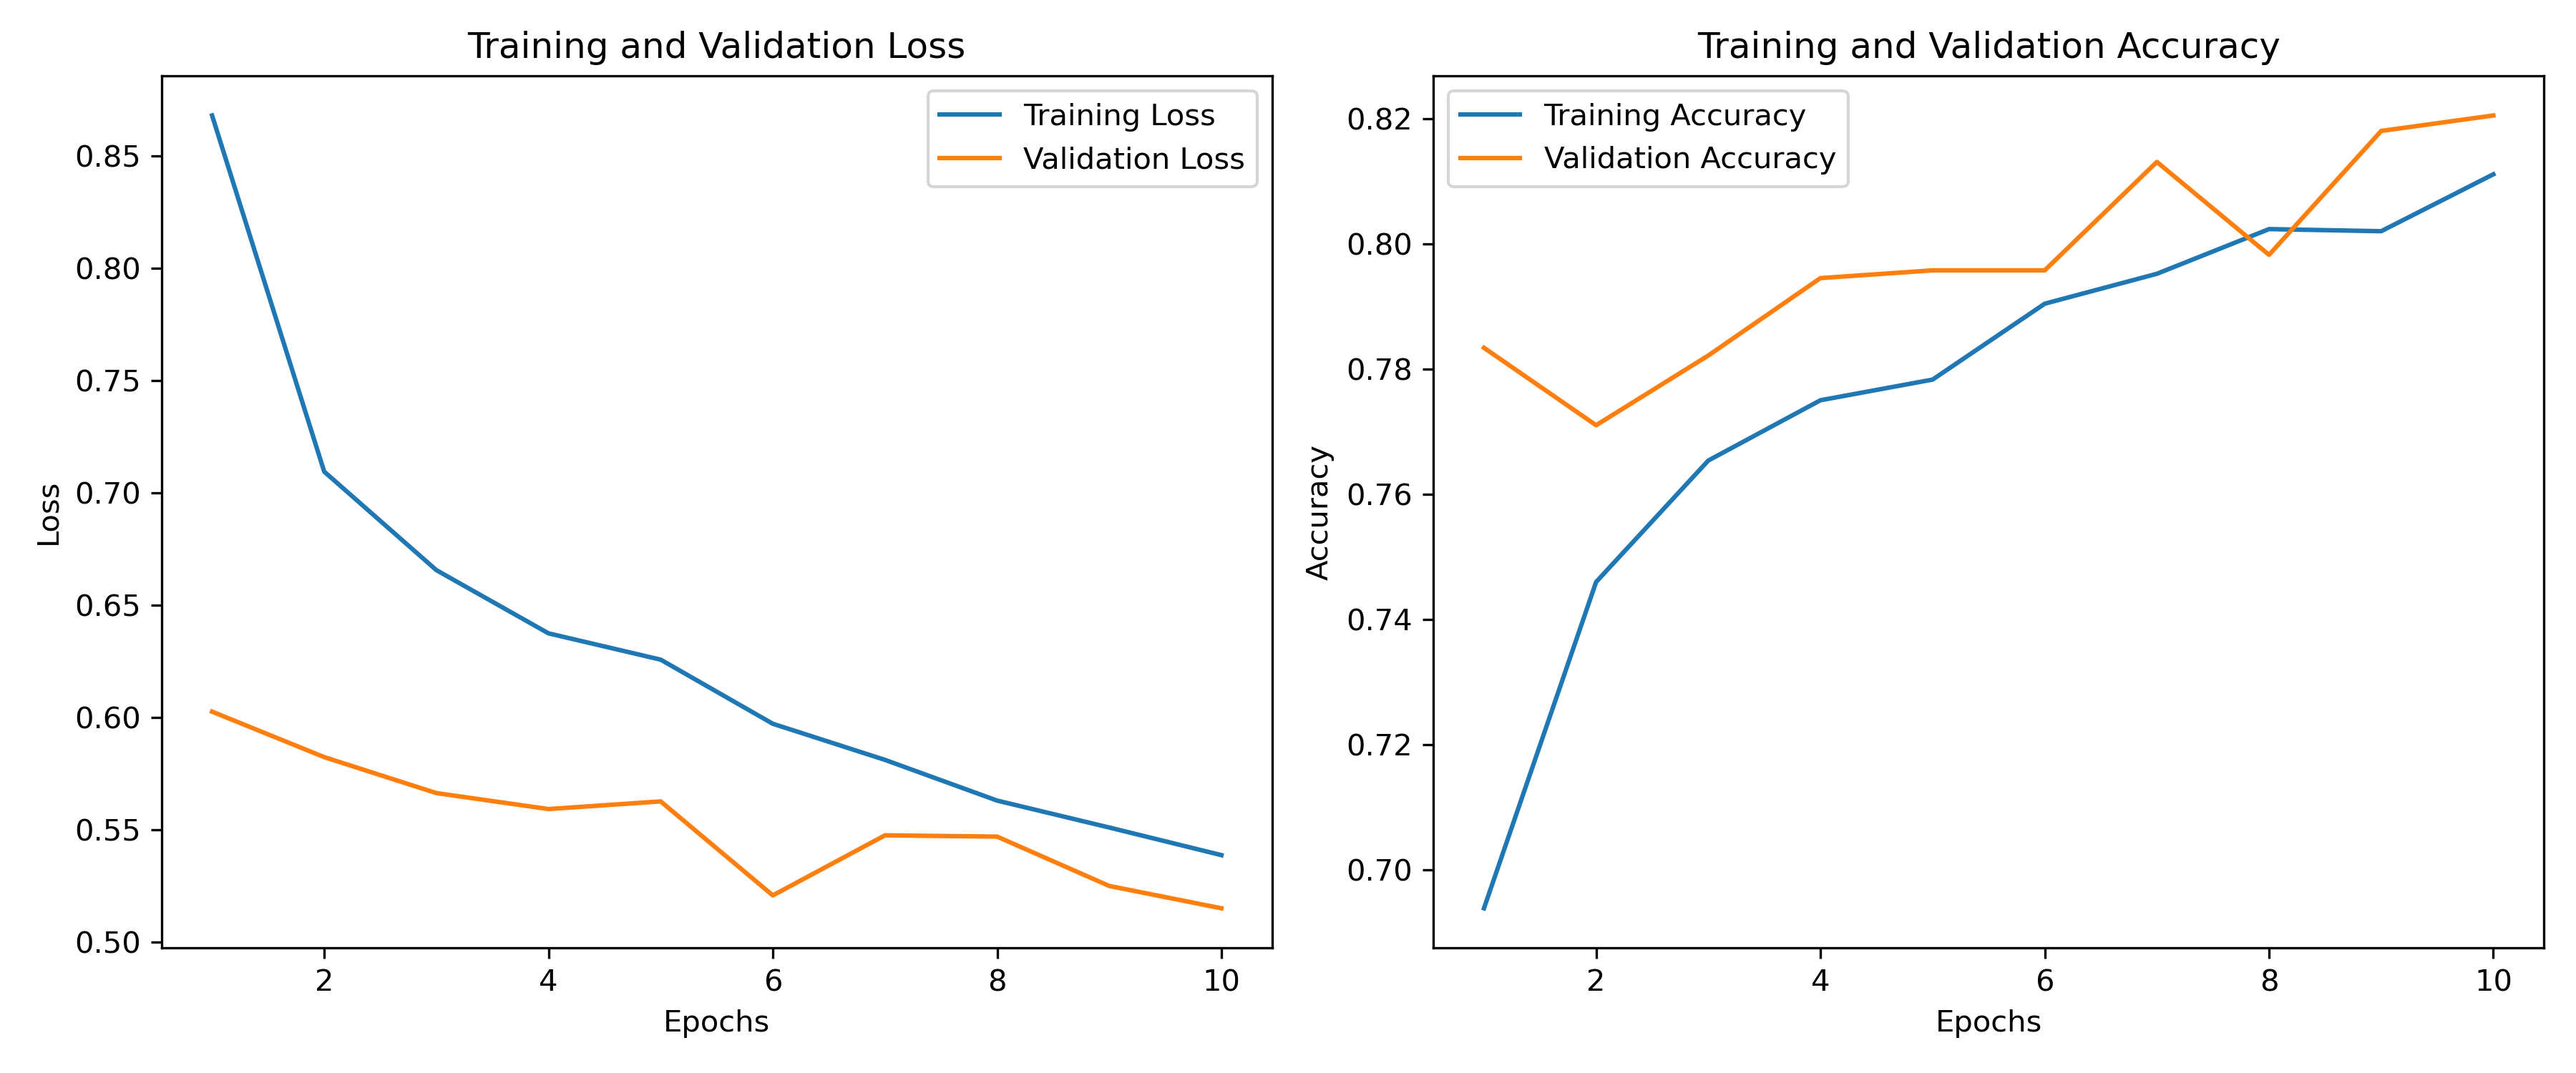 Training and Validation Loss
Training Loss
Validation Loss
0.85
0.80
0.75
0.70
0.65
0.60
0.55
0.50
Loss
2 4 6 8 10
Epochs
Training and Validation Accuracy
Training Accuracy
Validation Accuracy
0.82
0.80
0.78
0.76
0.74
0.72
0.70
Accuracy
2 4 6 8 10
Epochs